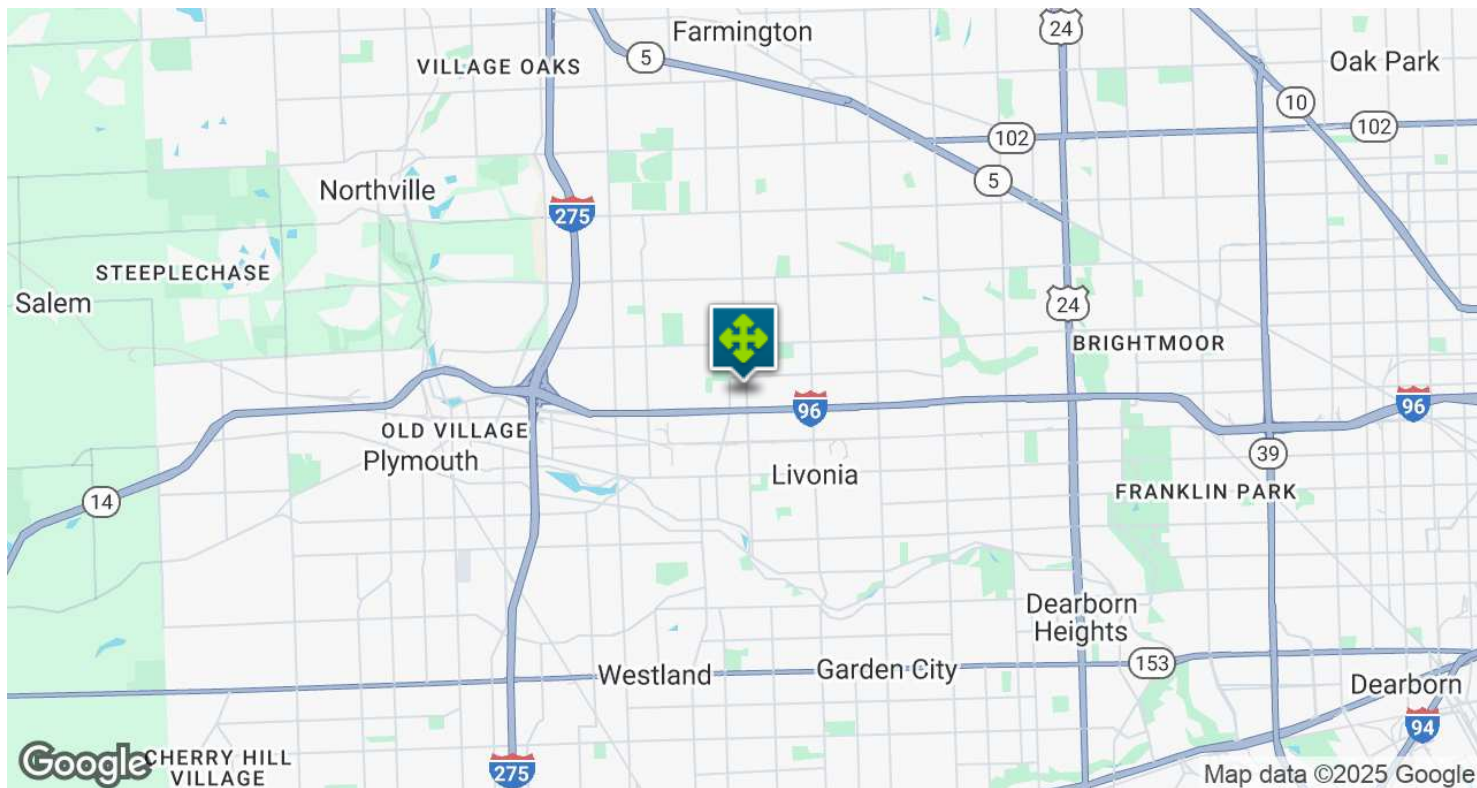 Farmington
24
5
VILLAGE OAKS
Oak Park
10
102
102
5
Northville
275
STEEPLECHASE
Salem
24
BRIGHTMOOR
96
96
OLD VILLAGE
Plymouth
39
Livonia
FRANKLIN PARK
14
Dearborn
Heights
153
Westland
Garden City
Dearborn
94
Google
CHERRY HILL
VILLAGE
275
Map data ©2025 Google